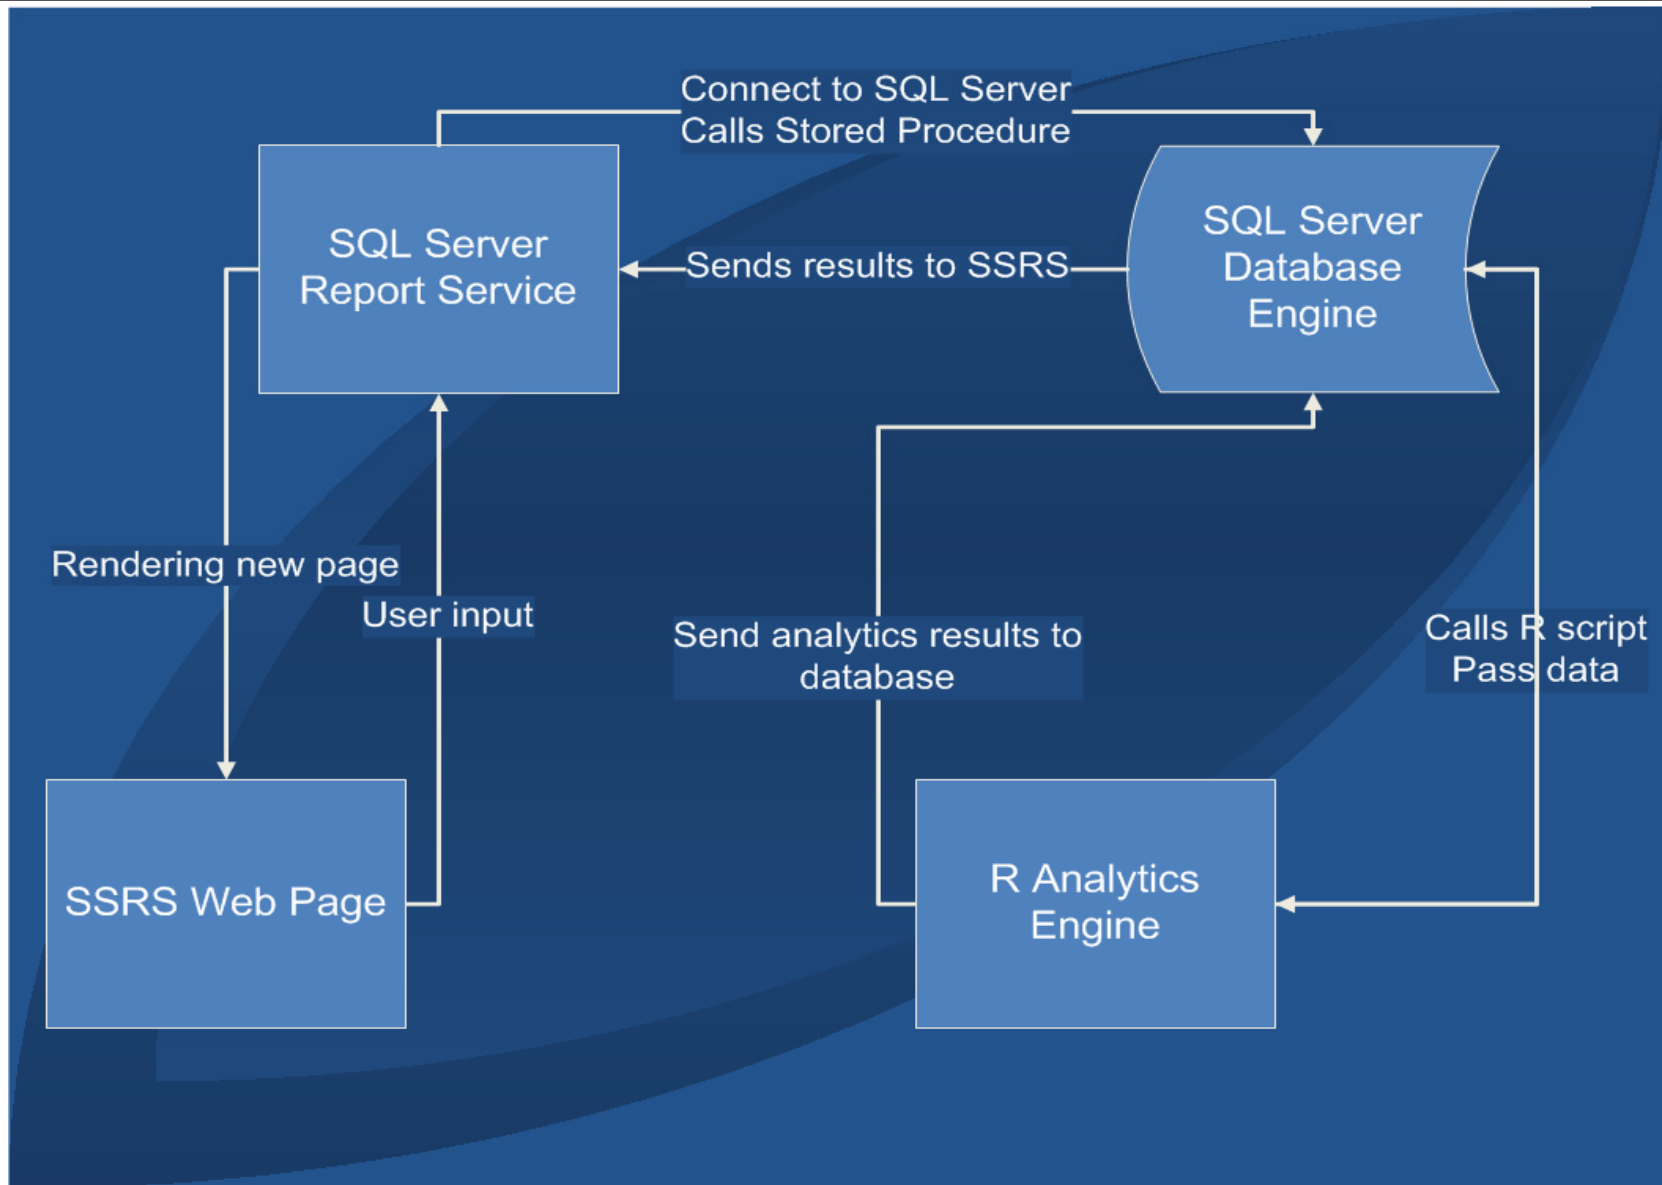 Connect to SQL Server
Calls Stored Procedure
SQL Server
Report Service
Sends results to SSRS
SQL Server
Database
Engine
Rendering new page
User input
Send analytics results to
database
Calls R script
Pass data
SSRS Web Page
R Analytics
Engine